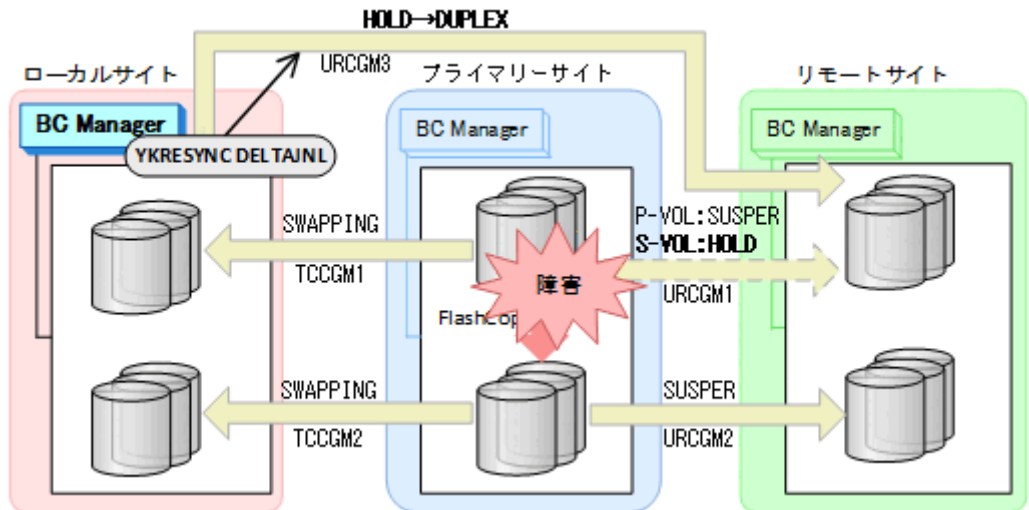 HOLD→DUPLEX
URCGM3
ローカルサイト
プライマリーサイト
リモートサイト
BC Manager
BC Manager
BC Manager
YKRESYNC DELTAJNL
SWAPPING
TCCGM1
P-VOL:SUSPER
S-VOL:HOLD
URCGM1
障害
FlashCop
SWAPPING
TCCGM2
SUSPER
URCGM2